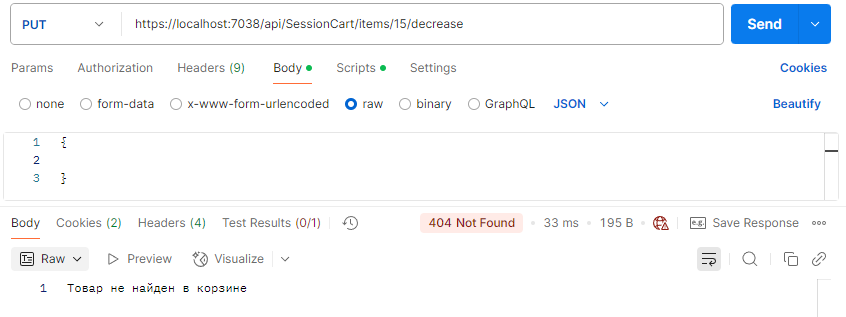 PUT https://localhost:7038/api/SessionCart/items/15/decrease Send
Params Authorization Headers (9) Body Scripts Settings Cookies
none form-data x-www-form-urlencoded raw binary GraphQL JSON Beautify
1 {
2
3 }
Body Cookies (2) Headers (4) Test Results (0/1) 404 Not Found 33 ms 195 B e.g. Save Response
Raw Preview Visualize
1 Товар не найден в корзине